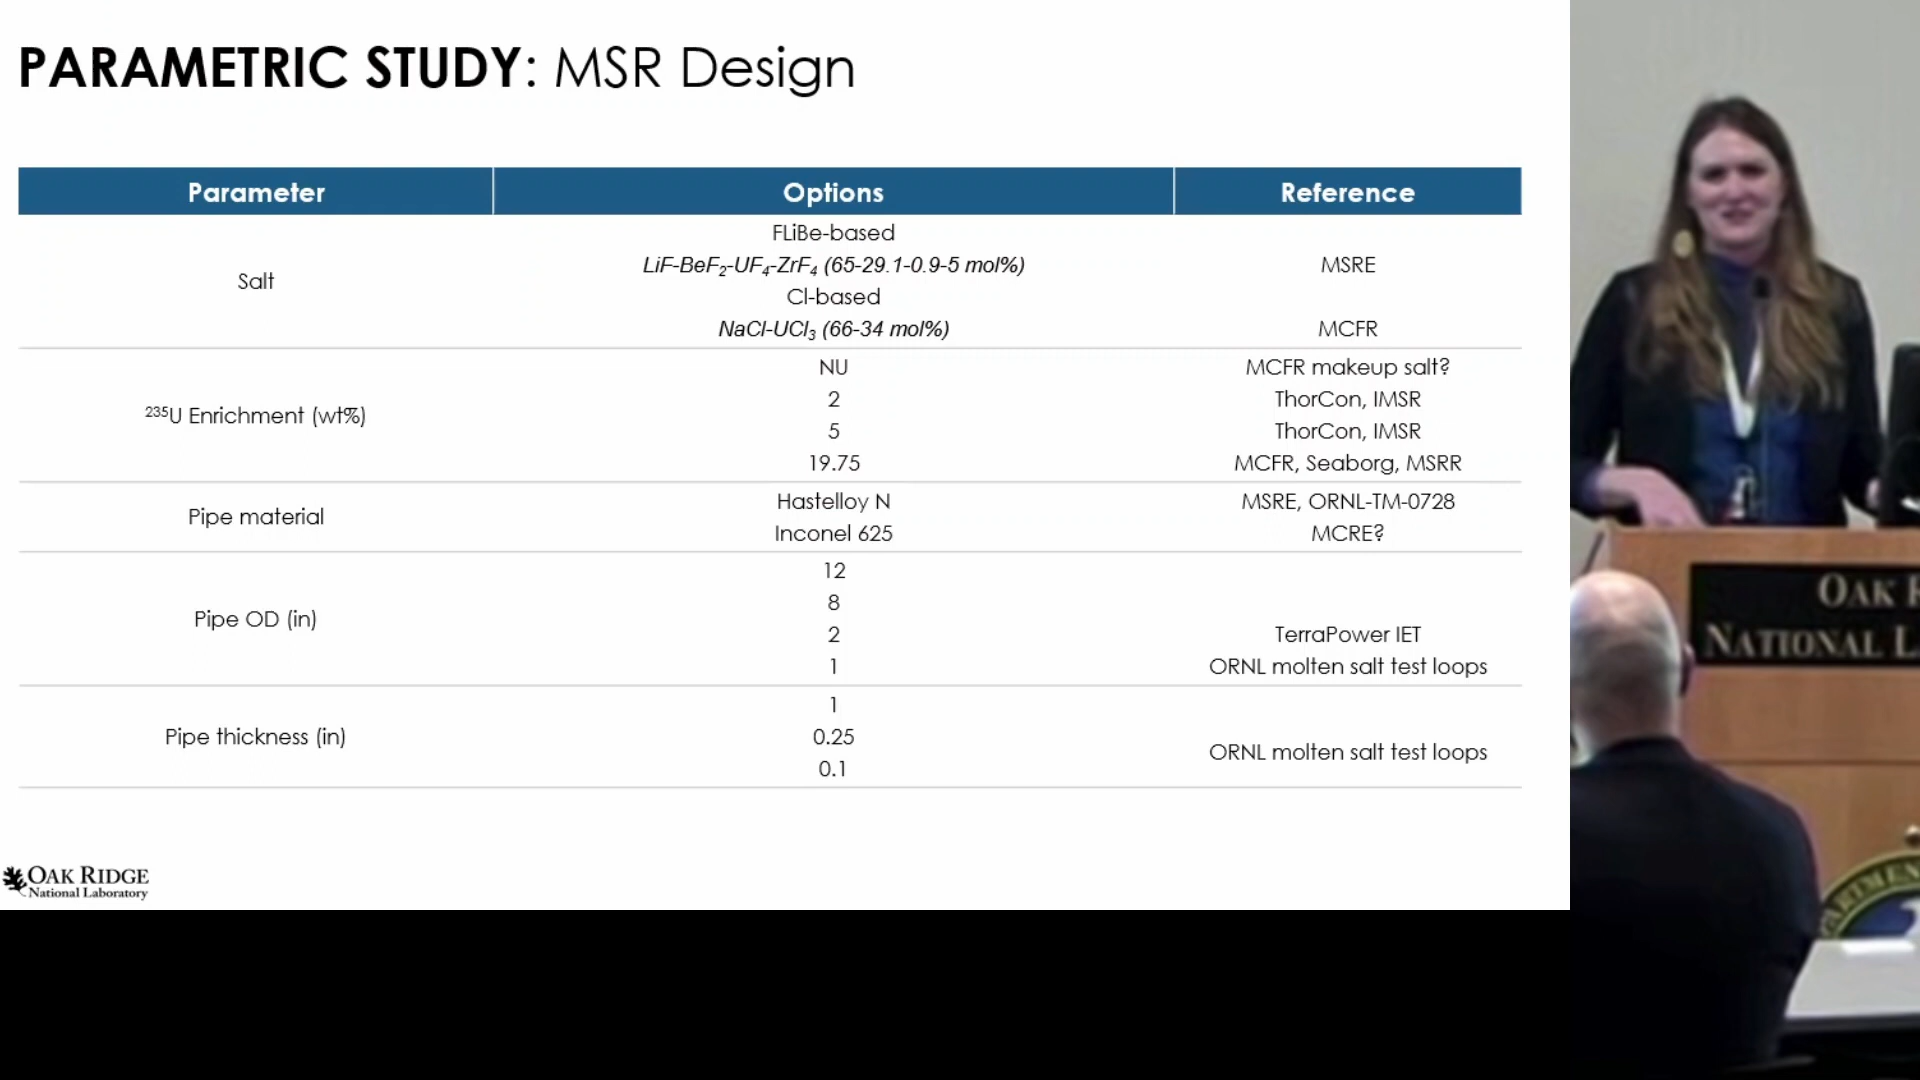 PARAMETRIC STUDY: MSR Design
Parameter Options Reference
Salt
FLiBe-based
LiF-BeF₂-UF₄-ZrF₄ (65-29.1-0.9-5 mol%) MSRE
Cl-based
NaCl-UCl₃ (66-34 mol%) MCFR
²³⁵U Enrichment (wt%)
NU MCFR makeup salt?
2 ThorCon, IMSR
5 ThorCon, IMSR
19.75 MCFR, Seaborg, MSRR
Pipe material
Hastelloy N MSRE, ORNL-TM-0728
Inconel 625 MCRE?
Pipe OD (in)
12
8
2 TerraPower IET
1 ORNL molten salt test loops
Pipe thickness (in)
1
0.25
0.1
ORNL molten salt test loops
OAK RIDGE
National Laboratory
OAK
NATIONAL L